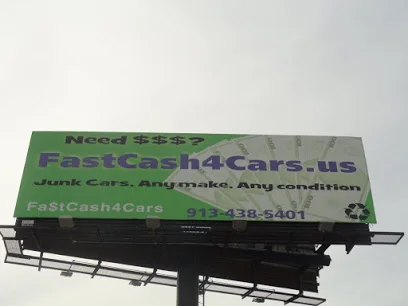 Need $$$?
FastCash4Cars.us
Junk Cars. Any make. Any condition
Fa$tCash4Cars
913-438-5401